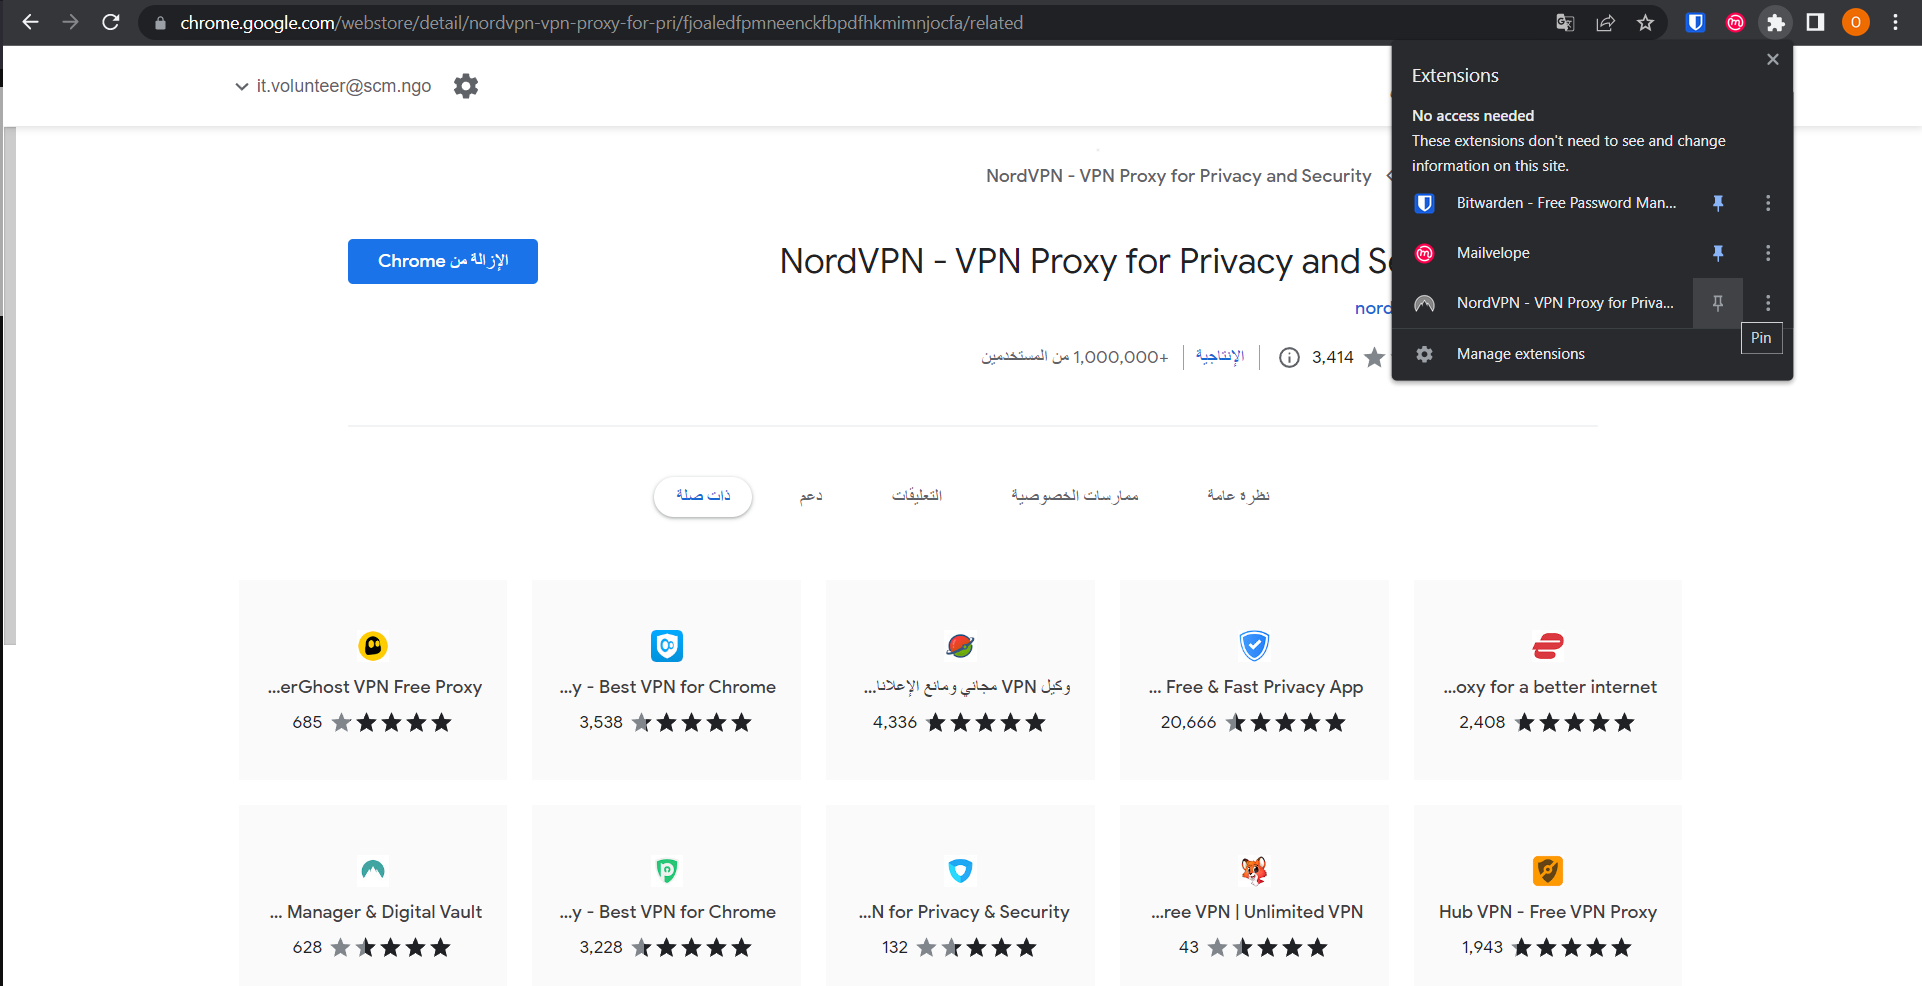 chrome.google.com/webstore/detail/nordvpn-vpn-proxy-for-pri/fjoaledfpmneenckfbpdfhkmimnjocfa/related
O
it.volunteer@scm.ngo
Extensions
No access needed
These extensions don't need to see and change
information on this site.
Bitwarden - Free Password Man...
Mailvelope
NordVPN - VPN Proxy for Priva...
Pin
Manage extensions
NordVPN - VPN Proxy for Privacy and Security
الإزالة من Chrome
NordVPN - VPN Proxy for Privacy and S
nord
3,414
الإنتاجية
+1,000,000 من المستخدمين
نظرة عامة
ممارسات الخصوصية
التعليقات
دعم
ذات صلة
...oxy for a better internet
2,408
... Free & Fast Privacy App
20,666
وكيل VPN مجاني ومانع الإعلانا...
4,336
...y - Best VPN for Chrome
3,538
...erGhost VPN Free Proxy
685
Hub VPN - Free VPN Proxy
1,943
...ree VPN | Unlimited VPN
43
...N for Privacy & Security
132
...y - Best VPN for Chrome
3,228
... Manager & Digital Vault
628